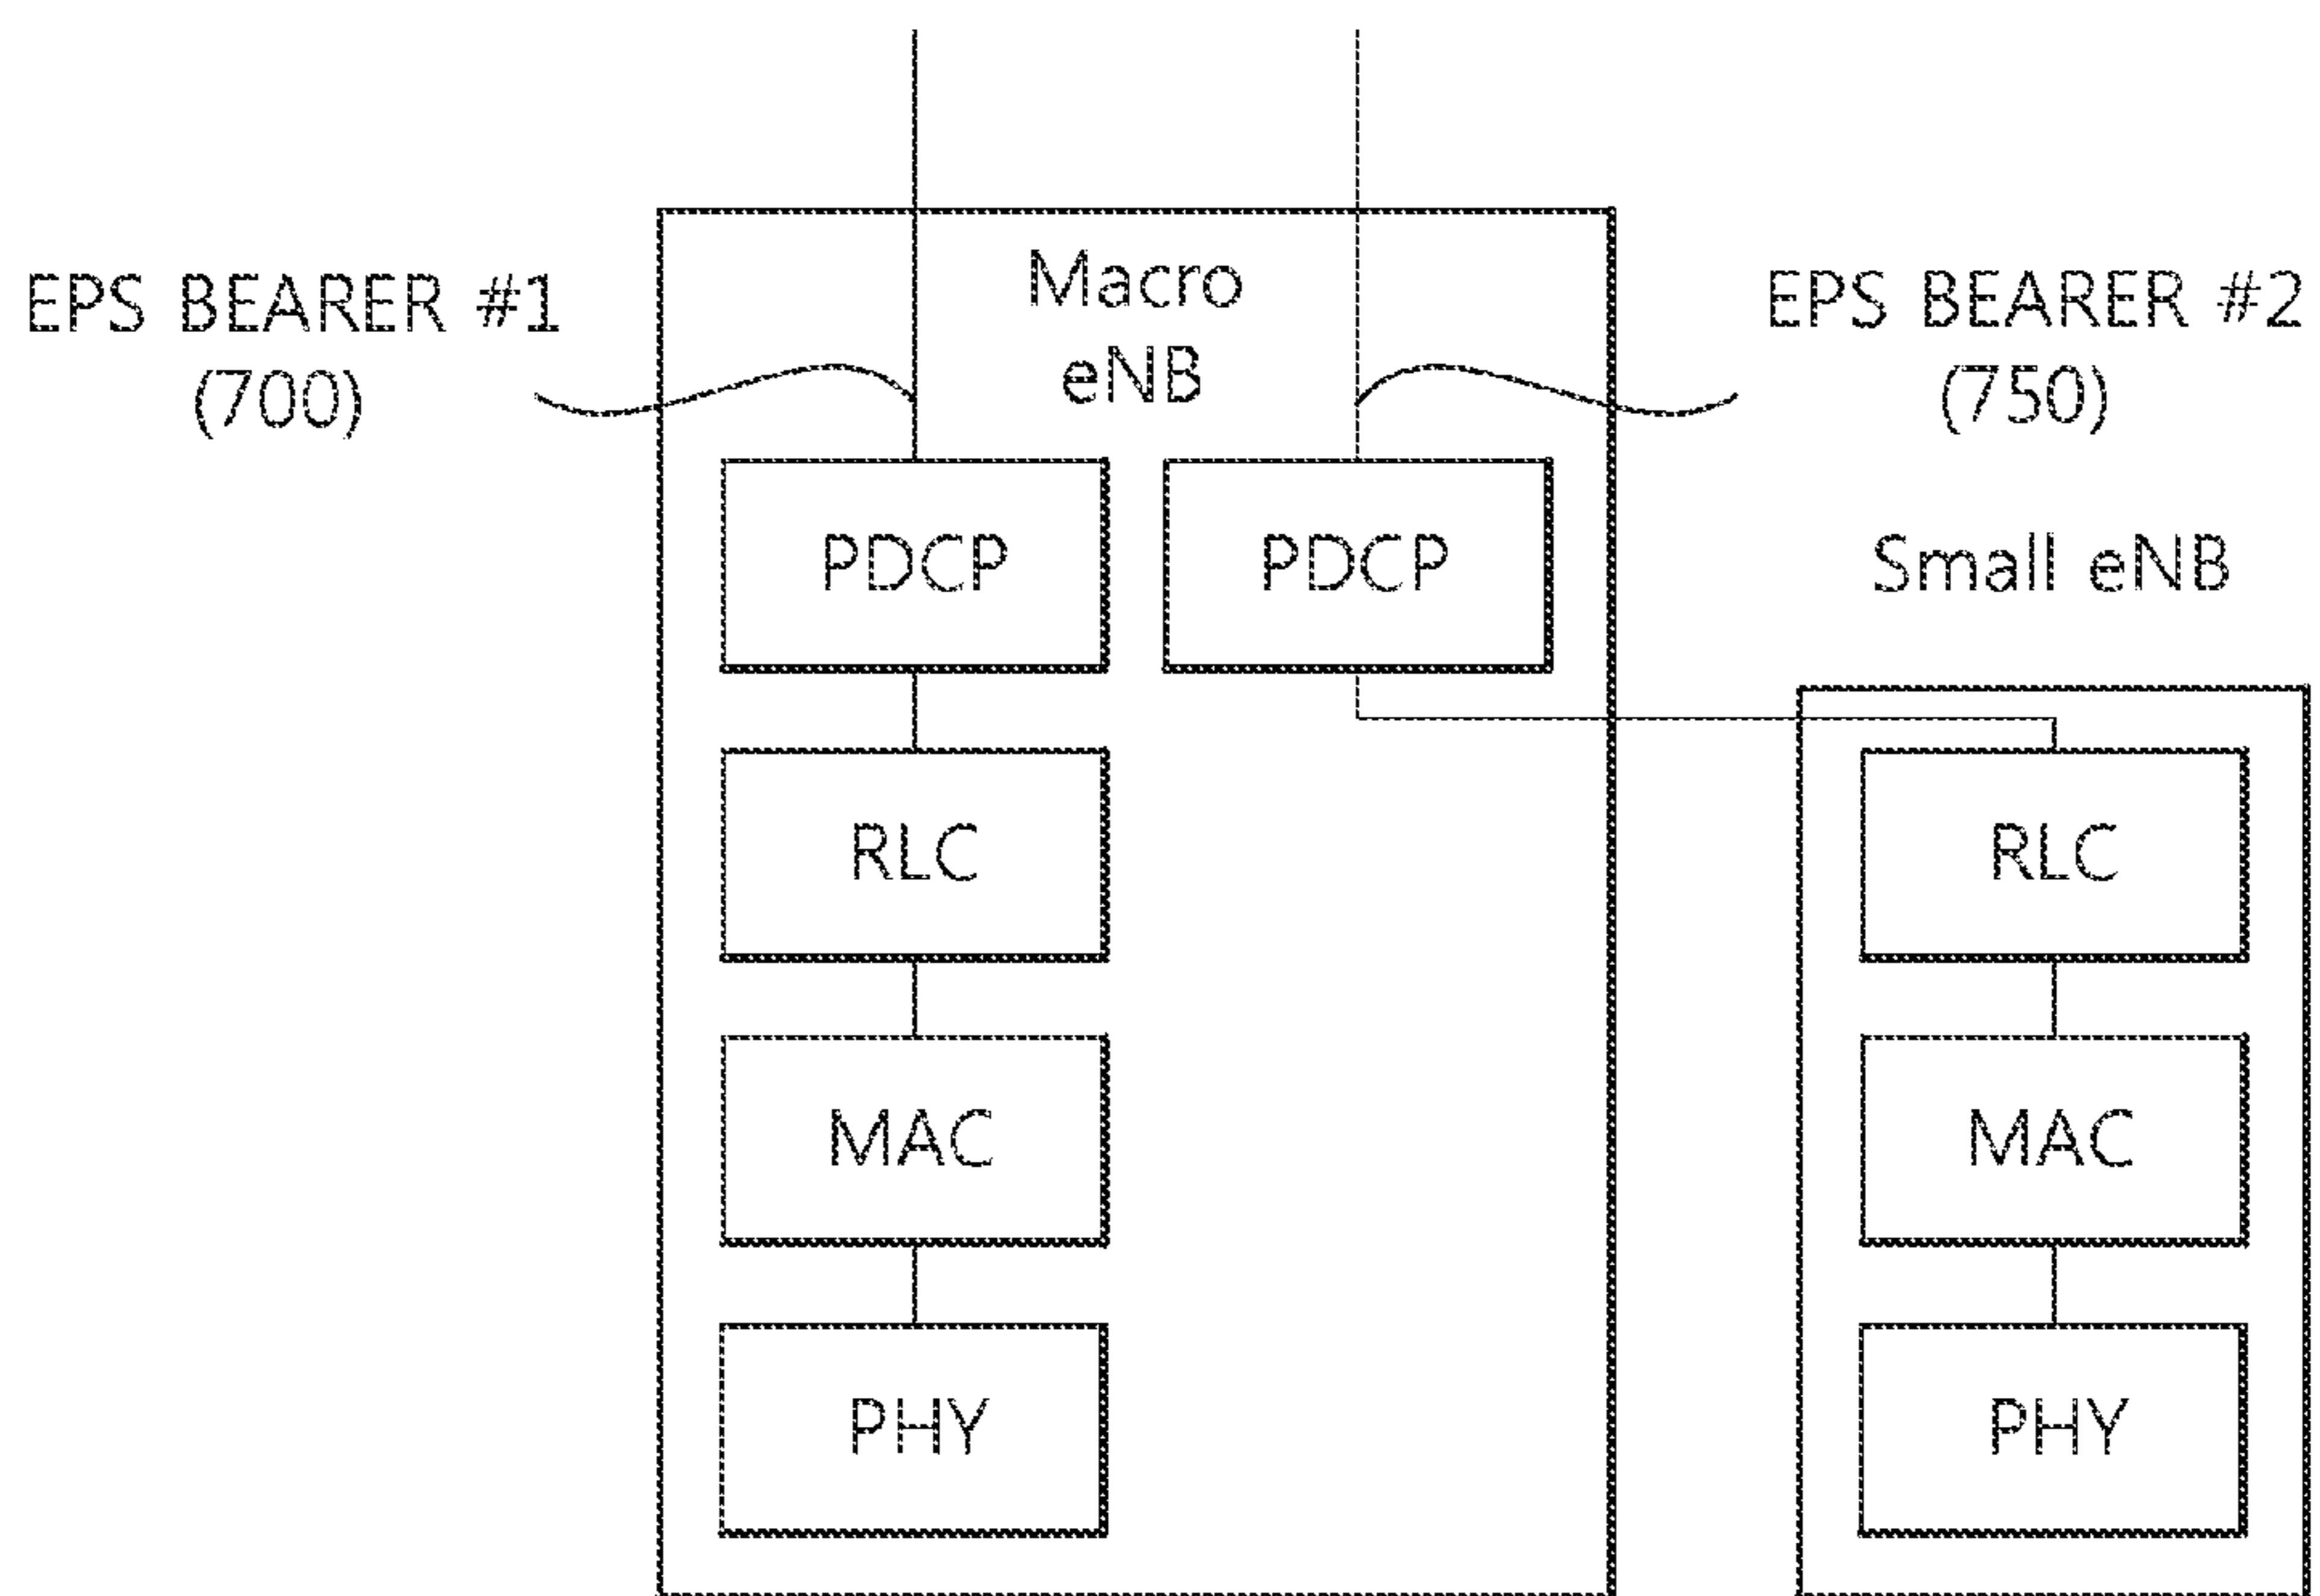 Macro
eNB
EPS BEARER #1
(700)
EPS BEARER #2
(750)
PDCP
PDCP
Small eNB
RLC
RLC
MAC
MAC
PHY
PHY